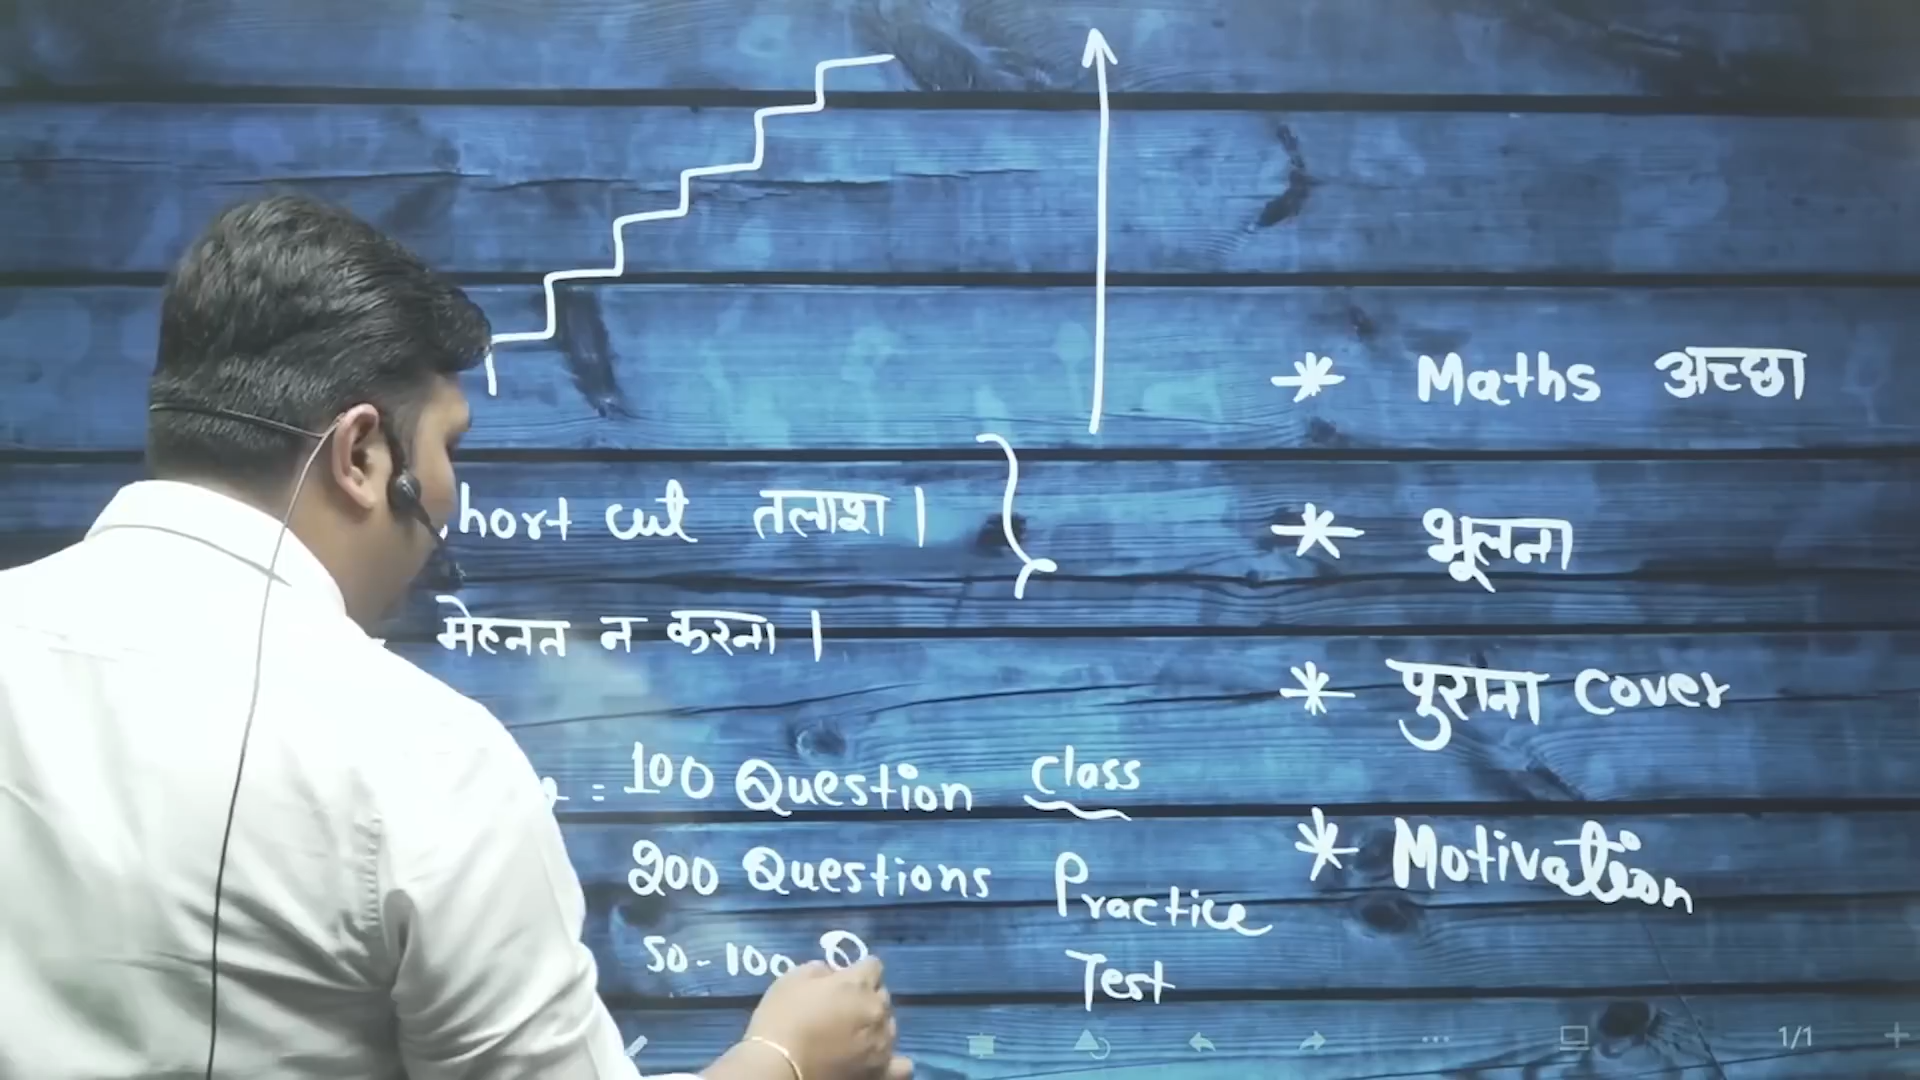 * Maths अच्छा
hort cut तलाश ।
* भूलना
मेहनत न करना ।
* पुराना cover
= 100 Question class
200 Questions Practice
* Motivation
50-100 Q Test
1/1